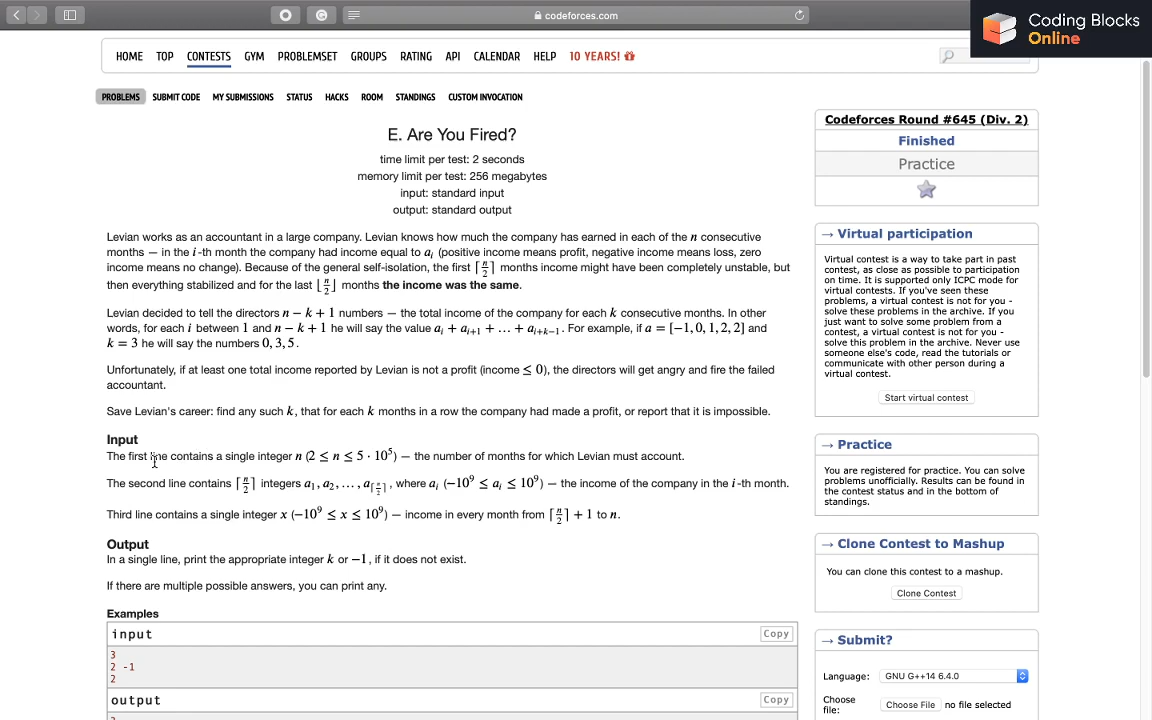 codeforces.com
Coding Blocks
Online
HOME TOP CONTESTS GYM PROBLEMSET GROUPS RATING API CALENDAR HELP 10 YEARS!
PROBLEMS SUBMIT CODE MY SUBMISSIONS STATUS HACKS ROOM STANDINGS CUSTOM INVOCATION
E. Are You Fired?
time limit per test: 2 seconds
memory limit per test: 256 megabytes
input: standard input
output: standard output
Levian works as an accountant in a large company. Levian knows how much the company has earned in each of the n consecutive
months — in the i-th month the company had income equal to aᵢ (positive income means profit, negative income means loss, zero
income means no change). Because of the general self-isolation, the first ⌈n/2⌉ months income might have been completely unstable, but
then everything stabilized and for the last ⌊n/2⌋ months the income was the same.
Levian decided to tell the directors n − k + 1 numbers — the total income of the company for each k consecutive months. In other
words, for each i between 1 and n − k + 1 he will say the value aᵢ + aᵢ₊₁ + … + aᵢ₊ₖ₋₁. For example, if a = [−1, 0, 1, 2, 2] and
k = 3 he will say the numbers 0, 3, 5.
Unfortunately, if at least one total income reported by Levian is not a profit (income ≤ 0), the directors will get angry and fire the failed
accountant.
Save Levian's career: find any such k, that for each k months in a row the company had made a profit, or report that it is impossible.
Input
The first line contains a single integer n (2 ≤ n ≤ 5 · 10⁵) — the number of months for which Levian must account.
The second line contains ⌈n/2⌉ integers a₁, a₂, …, a⌈n/2⌉, where aᵢ (−10⁹ ≤ aᵢ ≤ 10⁹) — the income of the company in the i-th month.
Third line contains a single integer x (−10⁹ ≤ x ≤ 10⁹) — income in every month from ⌈n/2⌉ + 1 to n.
Output
In a single line, print the appropriate integer k or −1, if it does not exist.
If there are multiple possible answers, you can print any.
Examples
input
Copy
3
2 -1
2
output
Copy
Codeforces Round #645 (Div. 2)
Finished
Practice
→ Virtual participation
Virtual contest is a way to take part in past
contest, as close as possible to participation
on time. It is supported only ICPC mode for
virtual contests. If you've seen these
problems, a virtual contest is not for you -
solve these problems in the archive. If you
just want to solve some problem from a
contest, a virtual contest is not for you -
solve this problem in the archive. Never use
someone else's code, read the tutorials or
communicate with other person during a
virtual contest.
Start virtual contest
→ Practice
You are registered for practice. You can solve
problems unofficially. Results can be found in
the contest status and in the bottom of
standings.
→ Clone Contest to Mashup
You can clone this contest to a mashup.
Clone Contest
→ Submit?
Language: GNU G++14 6.4.0
Choose
file:
Choose File no file selected